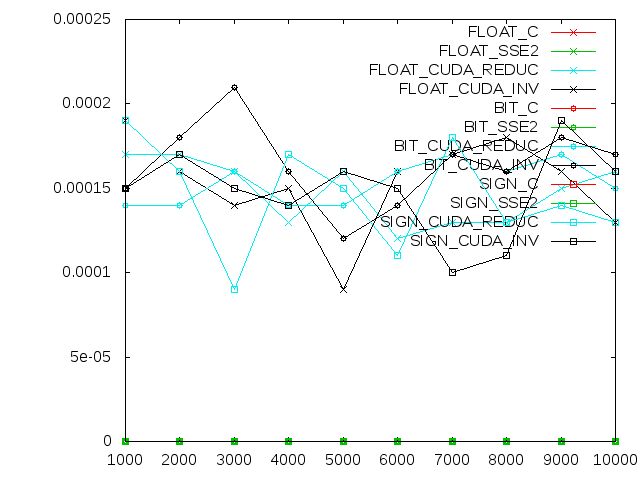 0.00025
0.0002
0.00015
0.0001
5e-05
0
1000 2000 3000 4000 5000 6000 7000 8000 9000 10000
FLOAT_C
FLOAT_SSE2
FLOAT_CUDA_REDUC
FLOAT_CUDA_INV
BIT_C
BIT_SSE2
BIT_CUDA_REDUC
BIT_CUDA_INV
SIGN_C
SIGN_SSE2
SIGN_CUDA_REDUC
SIGN_CUDA_INV